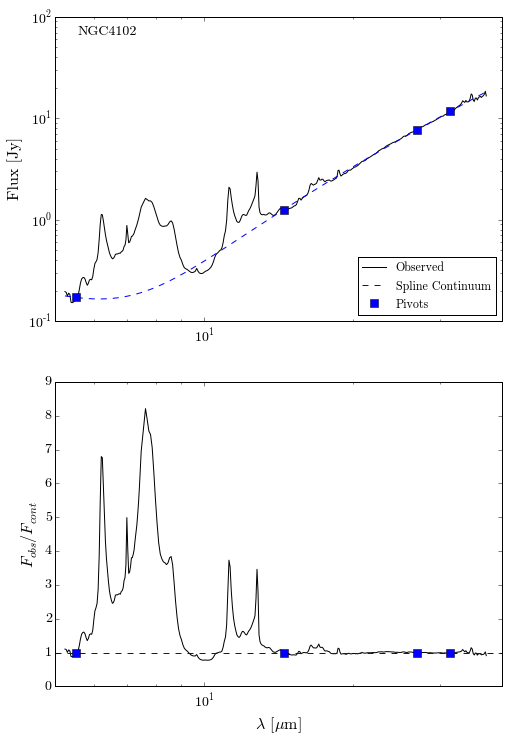 10^2
NGC4102
10^1
Flux [Jy]
10^0
Observed
Spline Continuum
Pivots
10^-1
10^1
9
8
7
6
5
F_obs/F_cont
4
3
2
1
0
10^1
λ [μm]